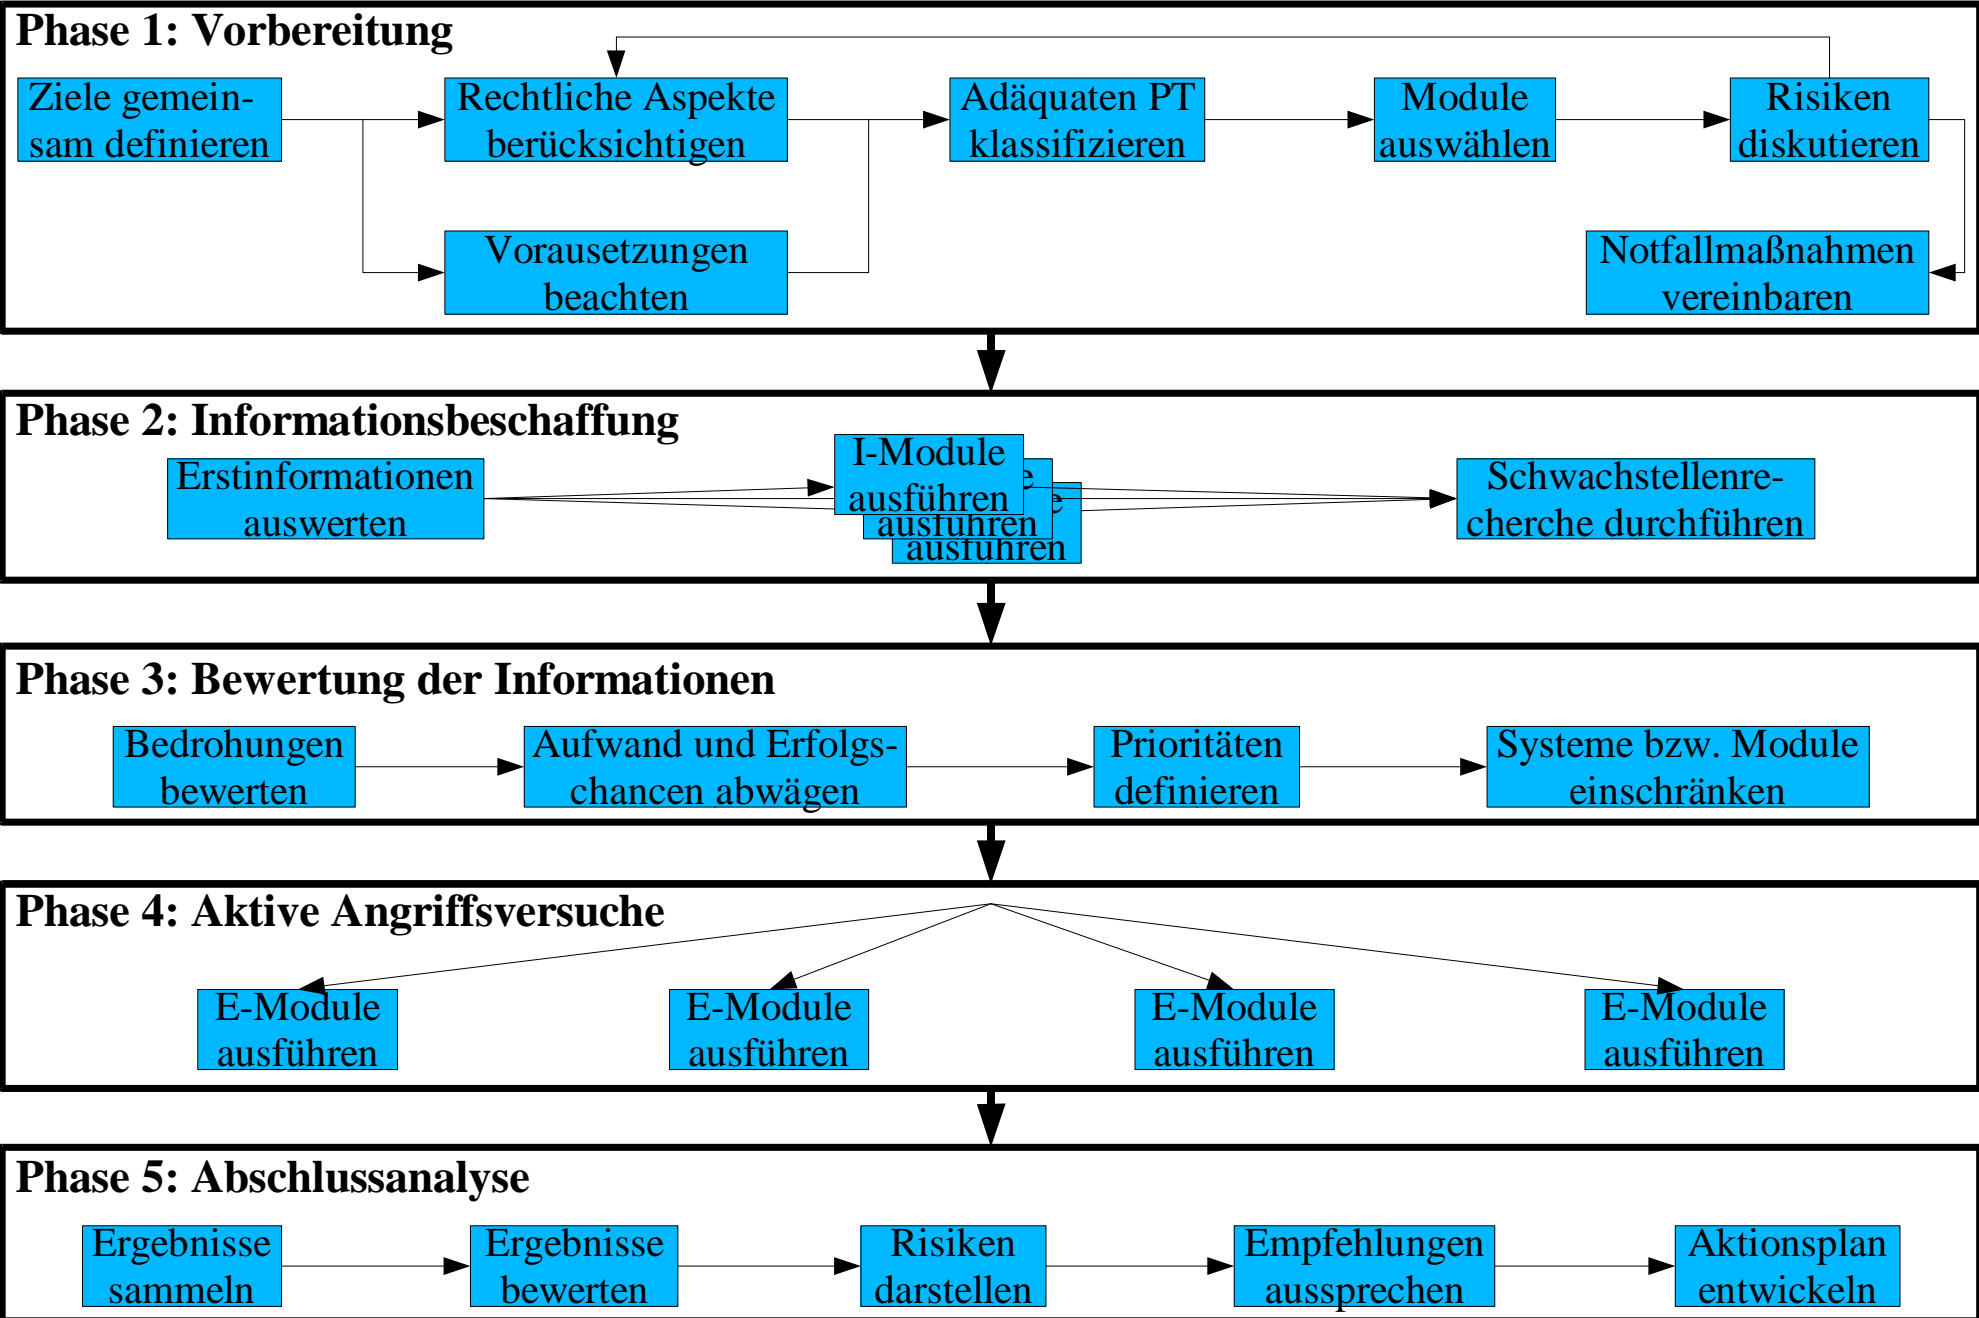 Phase 1: Vorbereitung
Ziele gemein-
sam definieren
Rechtliche Aspekte
berücksichtigen
Adäquaten PT
klassifizieren
Module
auswählen
Risiken
diskutieren
Vorausetzungen
beachten
Notfallmaßnahmen
vereinbaren
Phase 2: Informationsbeschaffung
Erstinformationen
auswerten
I-Module
ausführen
ausführen
ausführen
Schwachstellenre-
cherche durchführen
Phase 3: Bewertung der Informationen
Bedrohungen
bewerten
Aufwand und Erfolgs-
chancen abwägen
Prioritäten
definieren
Systeme bzw. Module
einschränken
Phase 4: Aktive Angriffsversuche
E-Module
ausführen
E-Module
ausführen
E-Module
ausführen
E-Module
ausführen
Phase 5: Abschlussanalyse
Ergebnisse
sammeln
Ergebnisse
bewerten
Risiken
darstellen
Empfehlungen
aussprechen
Aktionsplan
entwickeln